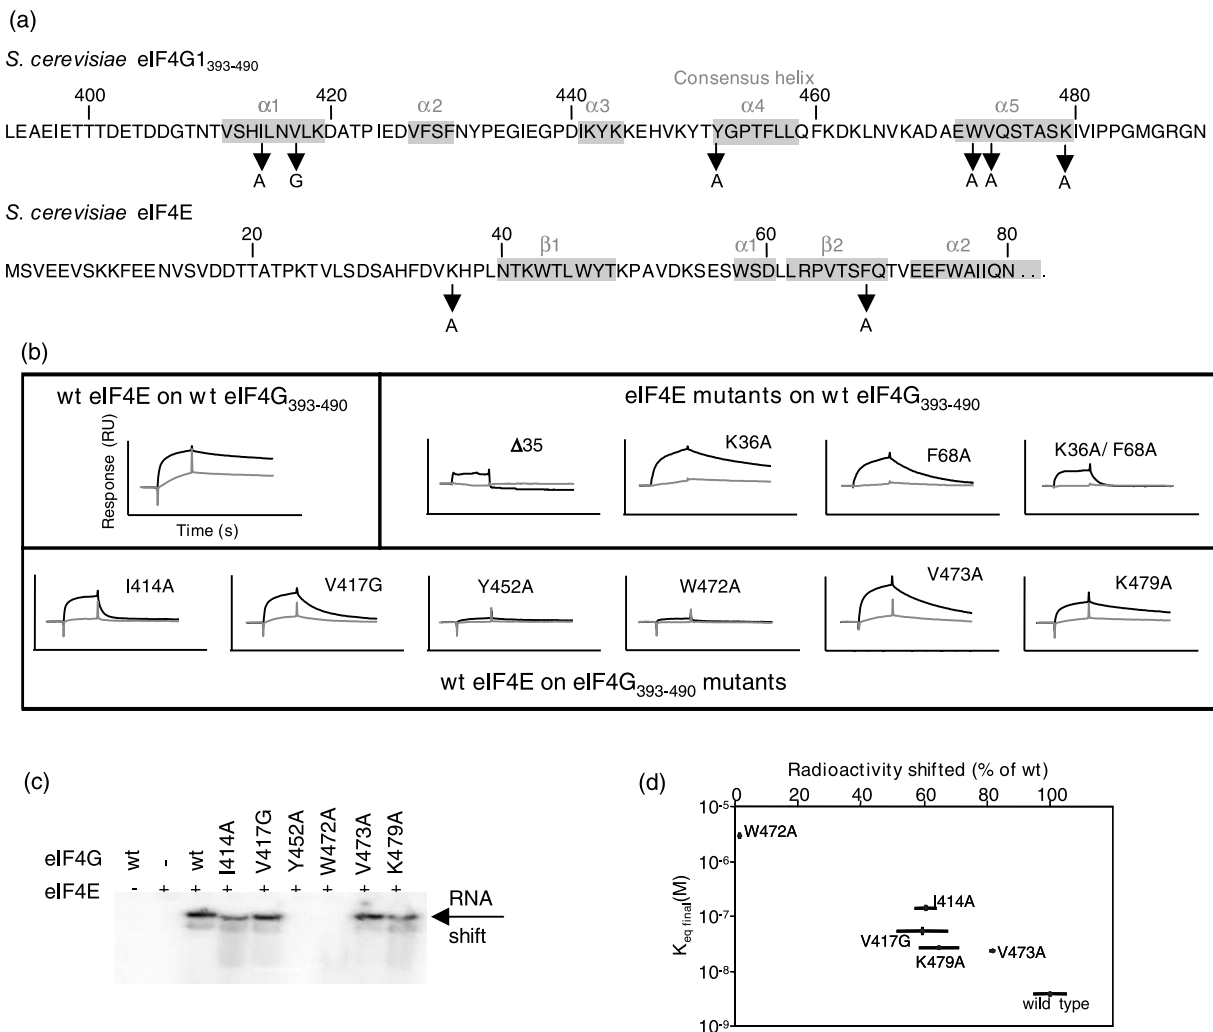 (a)
S. cerevisiae eIF4G1393-490
Consensus helix
400 420 440 460 480
α1 α2 α3 α4 α5
LEAEIETTTDETDDGTNTVSHILNVLKDATPIEDVFSFNYPEGIEGPDIKYKKEHVKYTYGPTFLLQFKDKLNVKADAEWVQSTASKIVIPPGMGRGN
A G A A A A
S. cerevisiae eIF4E
20 40 60 80
β1 α1 β2 α2
MSVEEVSKKFEENVSVDDTTATPKTVLSDSAHFDVKHPLNTKWTLWYTKPAVDKSESWSDLLRPVTSFQTVEEFWAIIQN...
A A
(b)
wt eIF4E on wt eIF4G393-490
Response (RU)
Time (s)
eIF4E mutants on wt eIF4G393-490
Δ35 K36A F68A K36A/ F68A
I414A V417G Y452A W472A V473A K479A
wt eIF4E on eIF4G393-490 mutants
(c)
eIF4G wt - wt I414A V417G Y452A W472A V473A K479A
eIF4E - + + + + + + + +
RNA
shift
(d)
Radioactivity shifted (% of wt)
0 20 40 60 80 100
Keq final(M)
10-5
10-6
10-7
10-8
10-9
W472A
I414A
V417G
K479A
V473A
wild type